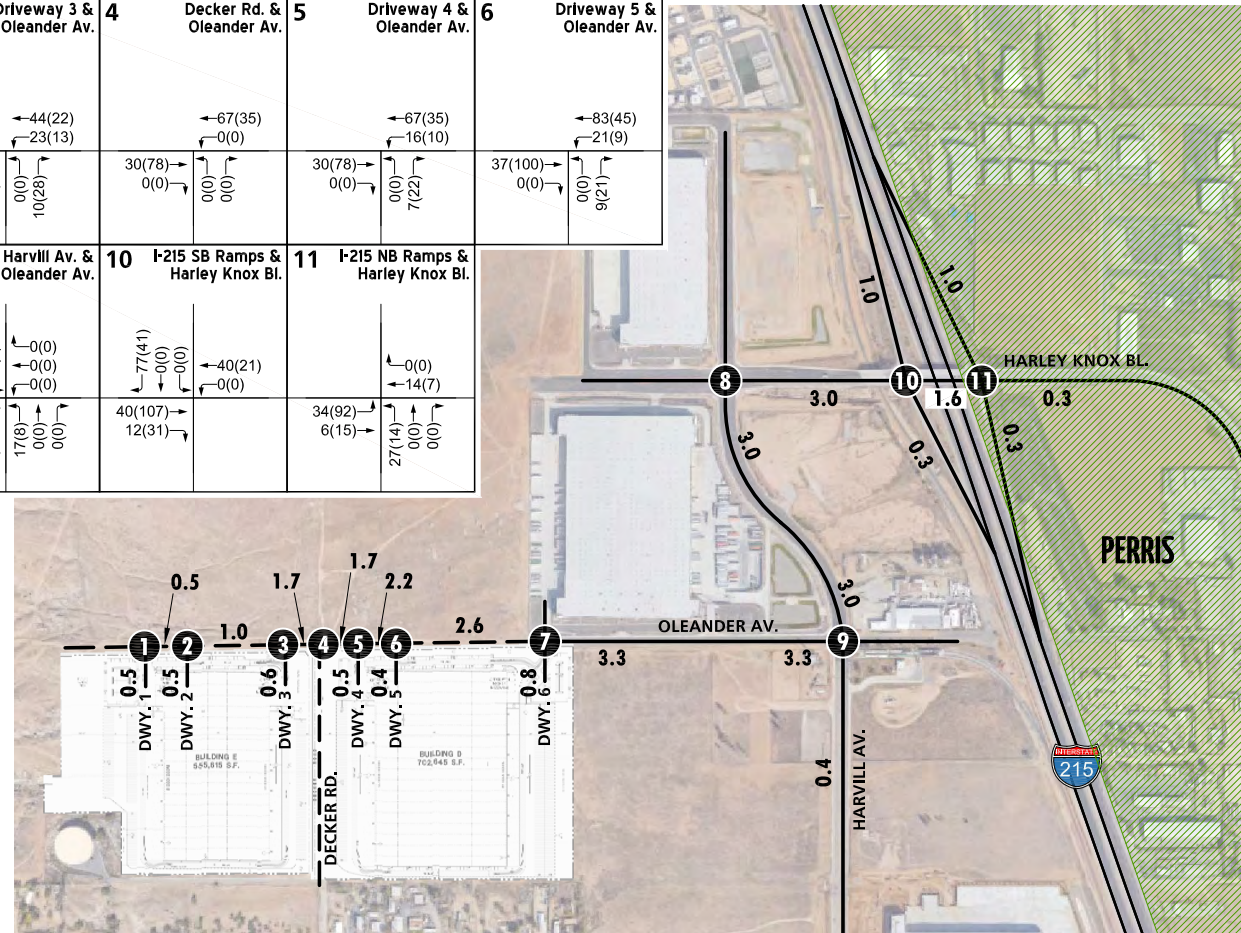 Driveway 3 &
Oleander Av.
44(22)
23(13)
0(0)
10(28)
4
Decker Rd. &
Oleander Av.
67(35)
0(0)
30(78)
0(0)
0(0)
0(0)
5
Driveway 4 &
Oleander Av.
67(35)
16(10)
30(78)
0(0)
0(0)
7(22)
6
Driveway 5 &
Oleander Av.
83(45)
21(9)
37(100)
0(0)
0(0)
9(21)
Harvill Av. &
Oleander Av.
0(0)
0(0)
0(0)
17(8)
0(0)
0(0)
10
I-215 SB Ramps &
Harley Knox Bl.
77(41)
0(0)
0(0)
40(21)
0(0)
40(107)
12(31)
11
I-215 NB Ramps &
Harley Knox Bl.
0(0)
14(7)
34(92)
6(15)
27(14)
0(0)
0(0)
1.0
1.0
HARLEY KNOX BL.
8
10
11
3.0
1.6
0.3
3.0
0.3
0.3
PERRIS
0.5
1.7
1.7
2.2
3.0
1.0
2.6
OLEANDER AV.
1
2
3
4
5
6
7
9
3.3
3.3
0.5
0.5
0.6
0.5
0.4
0.8
DWY. 1
DWY. 2
DWY. 3
DWY. 4
DWY. 5
DWY. 6
BUILDING E
555,615 S.F.
BUILDING D
702,645 S.F.
DECKER RD.
0.4
HARVILL AV.
INTERSTATE
215